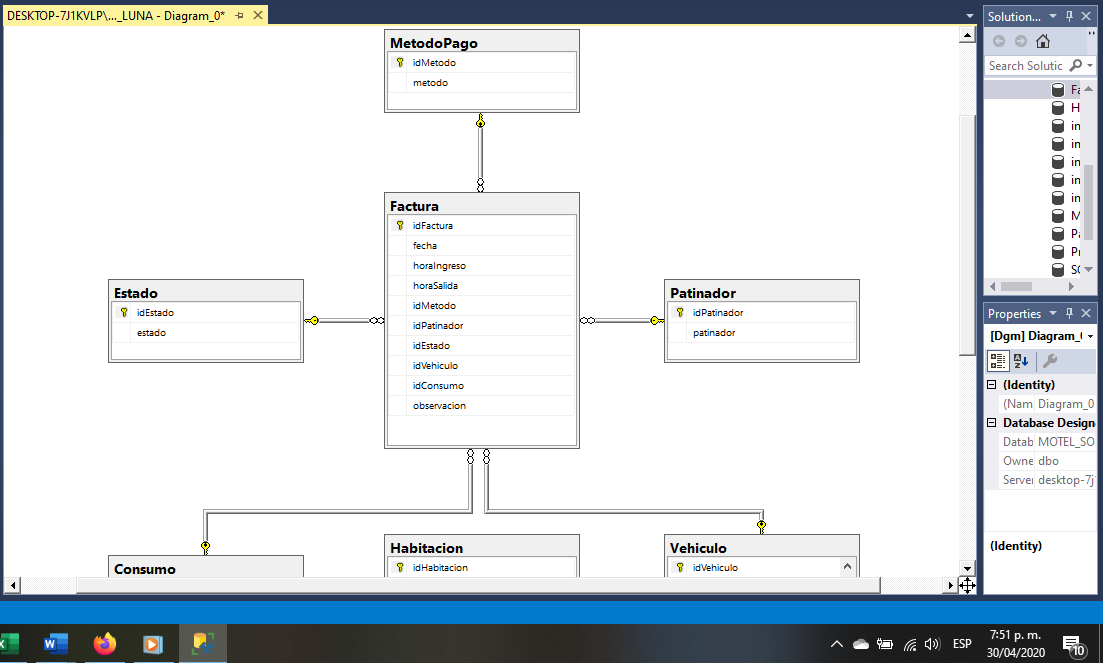 DESKTOP-7J1KVLP\..._LUNA - Diagram_0*
MetodoPago
idMetodo
metodo
Factura
idFactura
fecha
horaIngreso
horaSalida
idMetodo
idPatinador
idEstado
idVehiculo
idConsumo
observacion
Estado
idEstado
estado
Patinador
idPatinador
patinador
Consumo
Habitacion
idHabitacion
Vehiculo
idVehiculo
Solution...
Search Solutic
Fa
H
in
in
in
in
in
M
Pa
Pr
SO
Properties
[Dgm] Diagram_(
(Identity)
(Nam Diagram_0
Database Design
Datab MOTEL_SO
Owne dbo
Server desktop-7j
(Identity)
ESP
7:51 p. m.
30/04/2020
10